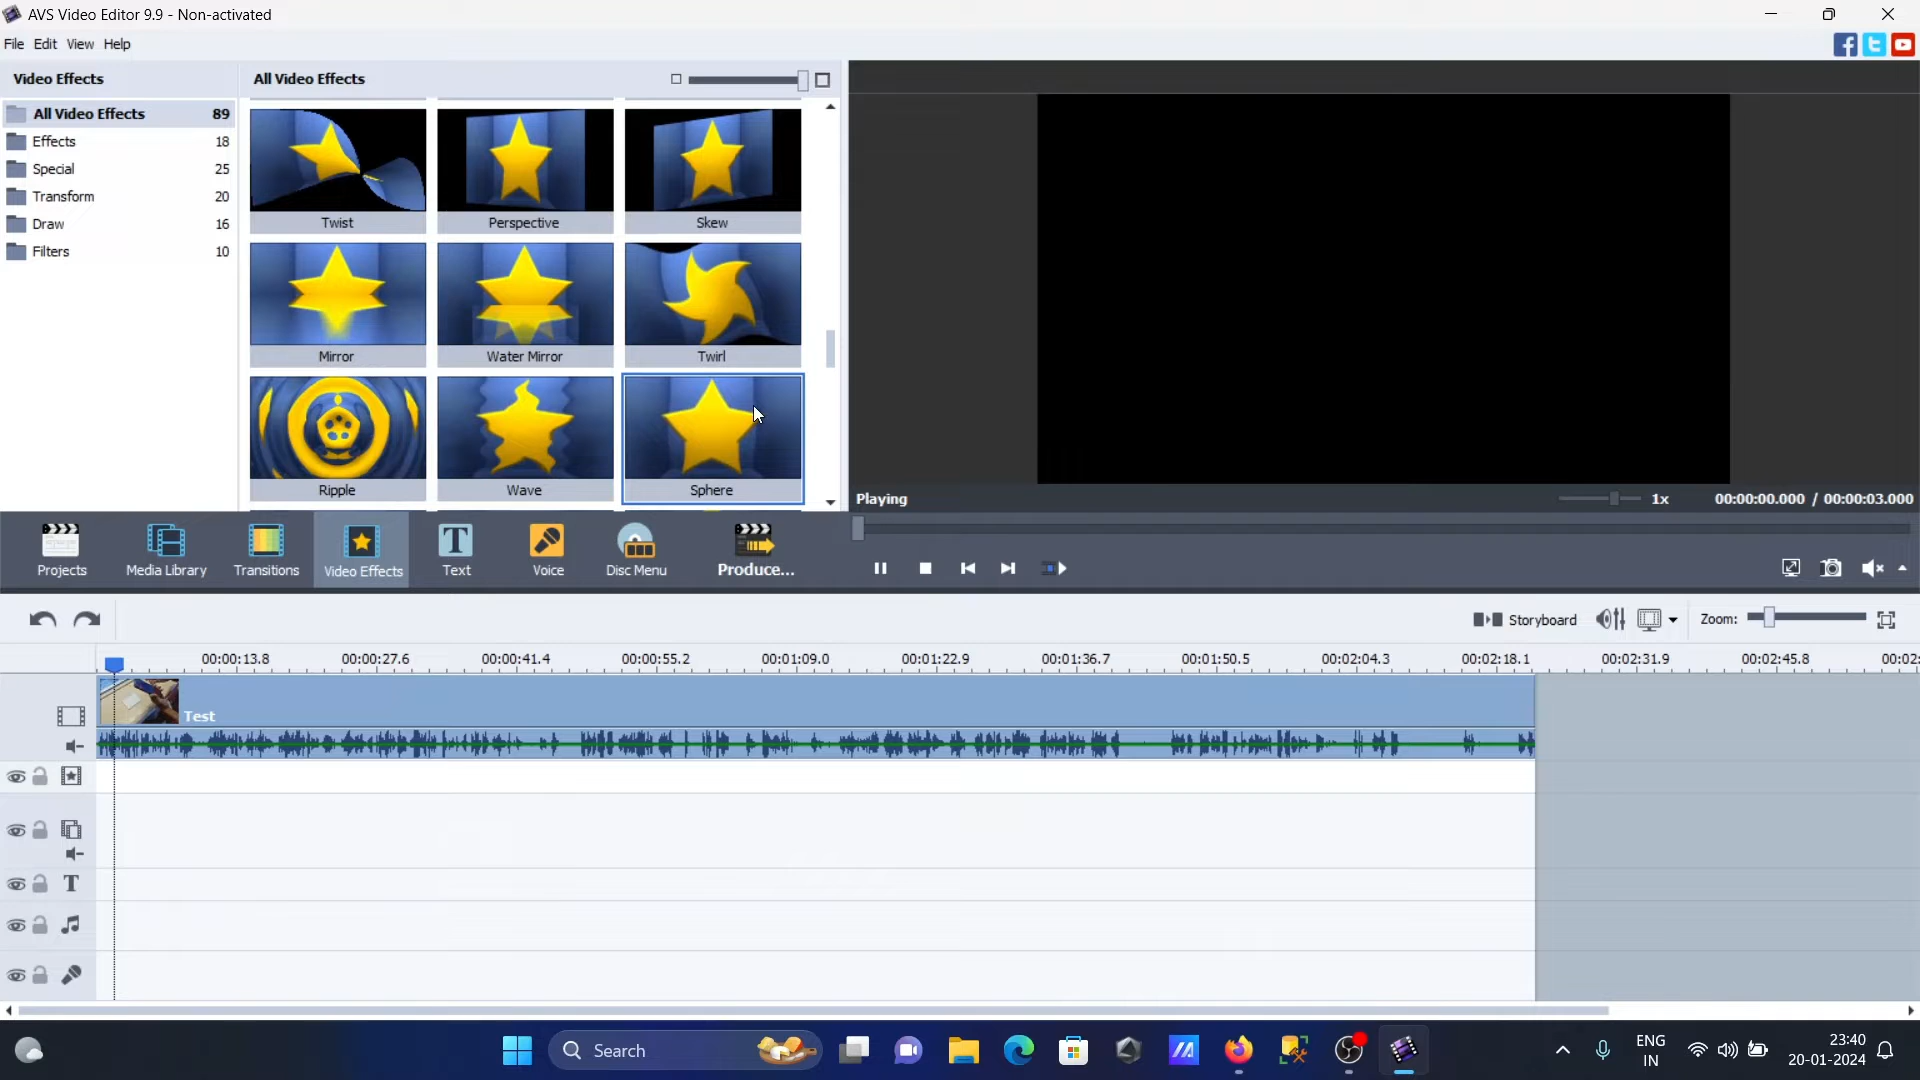 AVS Video Editor 9.9 - Non-activated
File Edit View Help
Video Effects
All Video Effects
All Video Effects 89
Effects 18
Special 25
Transform 20
Draw 16
Filters 10
Twist Perspective Skew
Mirror Water Mirror Twirl
Ripple Wave Sphere
Playing 1x 00:00:00.000 / 00:00:03.000
Projects Media Library Transitions Video Effects Text Voice Disc Menu Produce...
Storyboard Zoom:
00:00:13.8 00:00:27.6 00:00:41.4 00:00:55.2 00:01:09.0 00:01:22.9 00:01:36.7 00:01:50.5 00:02:04.3 00:02:18.1 00:02:31.9 00:02:45.8 00:02:
Test
T
Search
ENG
IN
23:40
20-01-2024